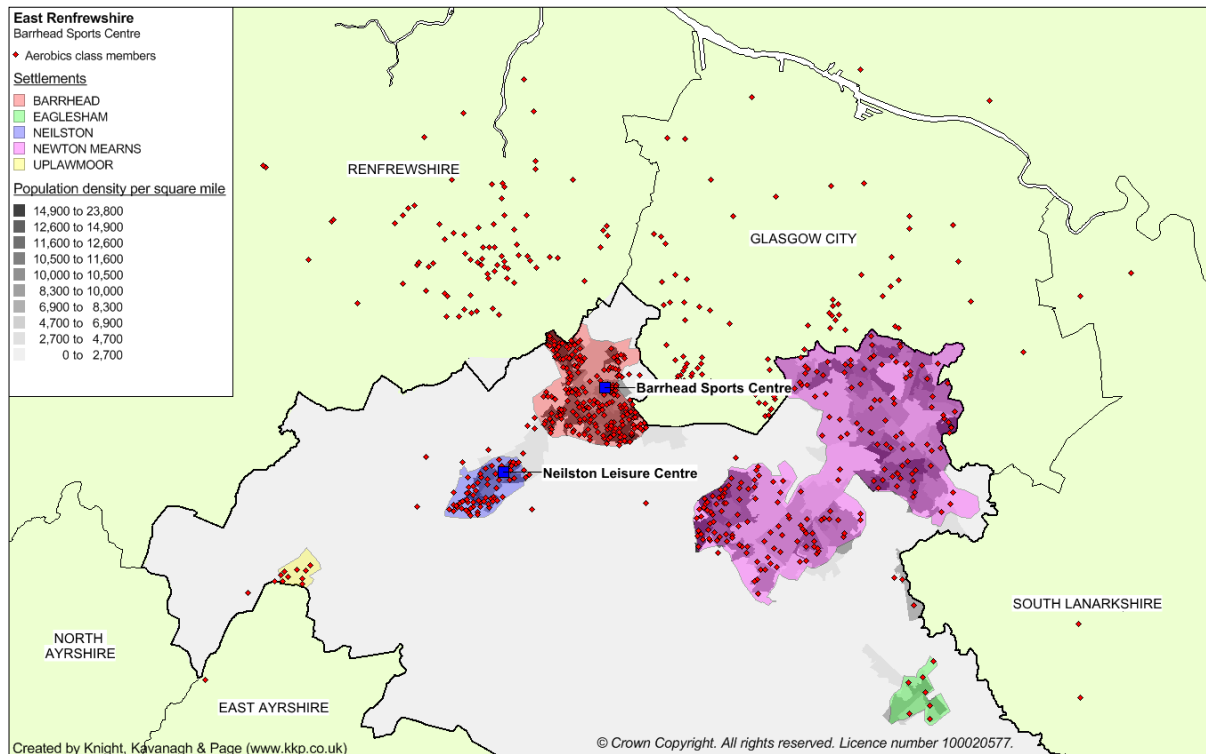 East Renfrewshire
Barrhead Sports Centre
Aerobics class members
Settlements
BARRHEAD
EAGLESHAM
NEILSTON
NEWTON MEARNS
UPLAWMOOR
Population density per square mile
14,900 to 23,800
12,600 to 14,900
11,600 to 12,600
10,500 to 11,600
10,000 to 10,500
8,300 to 10,000
6,900 to 8,300
4,700 to 6,900
2,700 to 4,700
0 to 2,700
RENFREWSHIRE
GLASGOW CITY
Barrhead Sports Centre
Neilston Leisure Centre
SOUTH LANARKSHIRE
NORTH
AYRSHIRE
EAST AYRSHIRE
Created by Knight, Kavanagh & Page (www.kkp.co.uk)
© Crown Copyright. All rights reserved. Licence number 100020577.